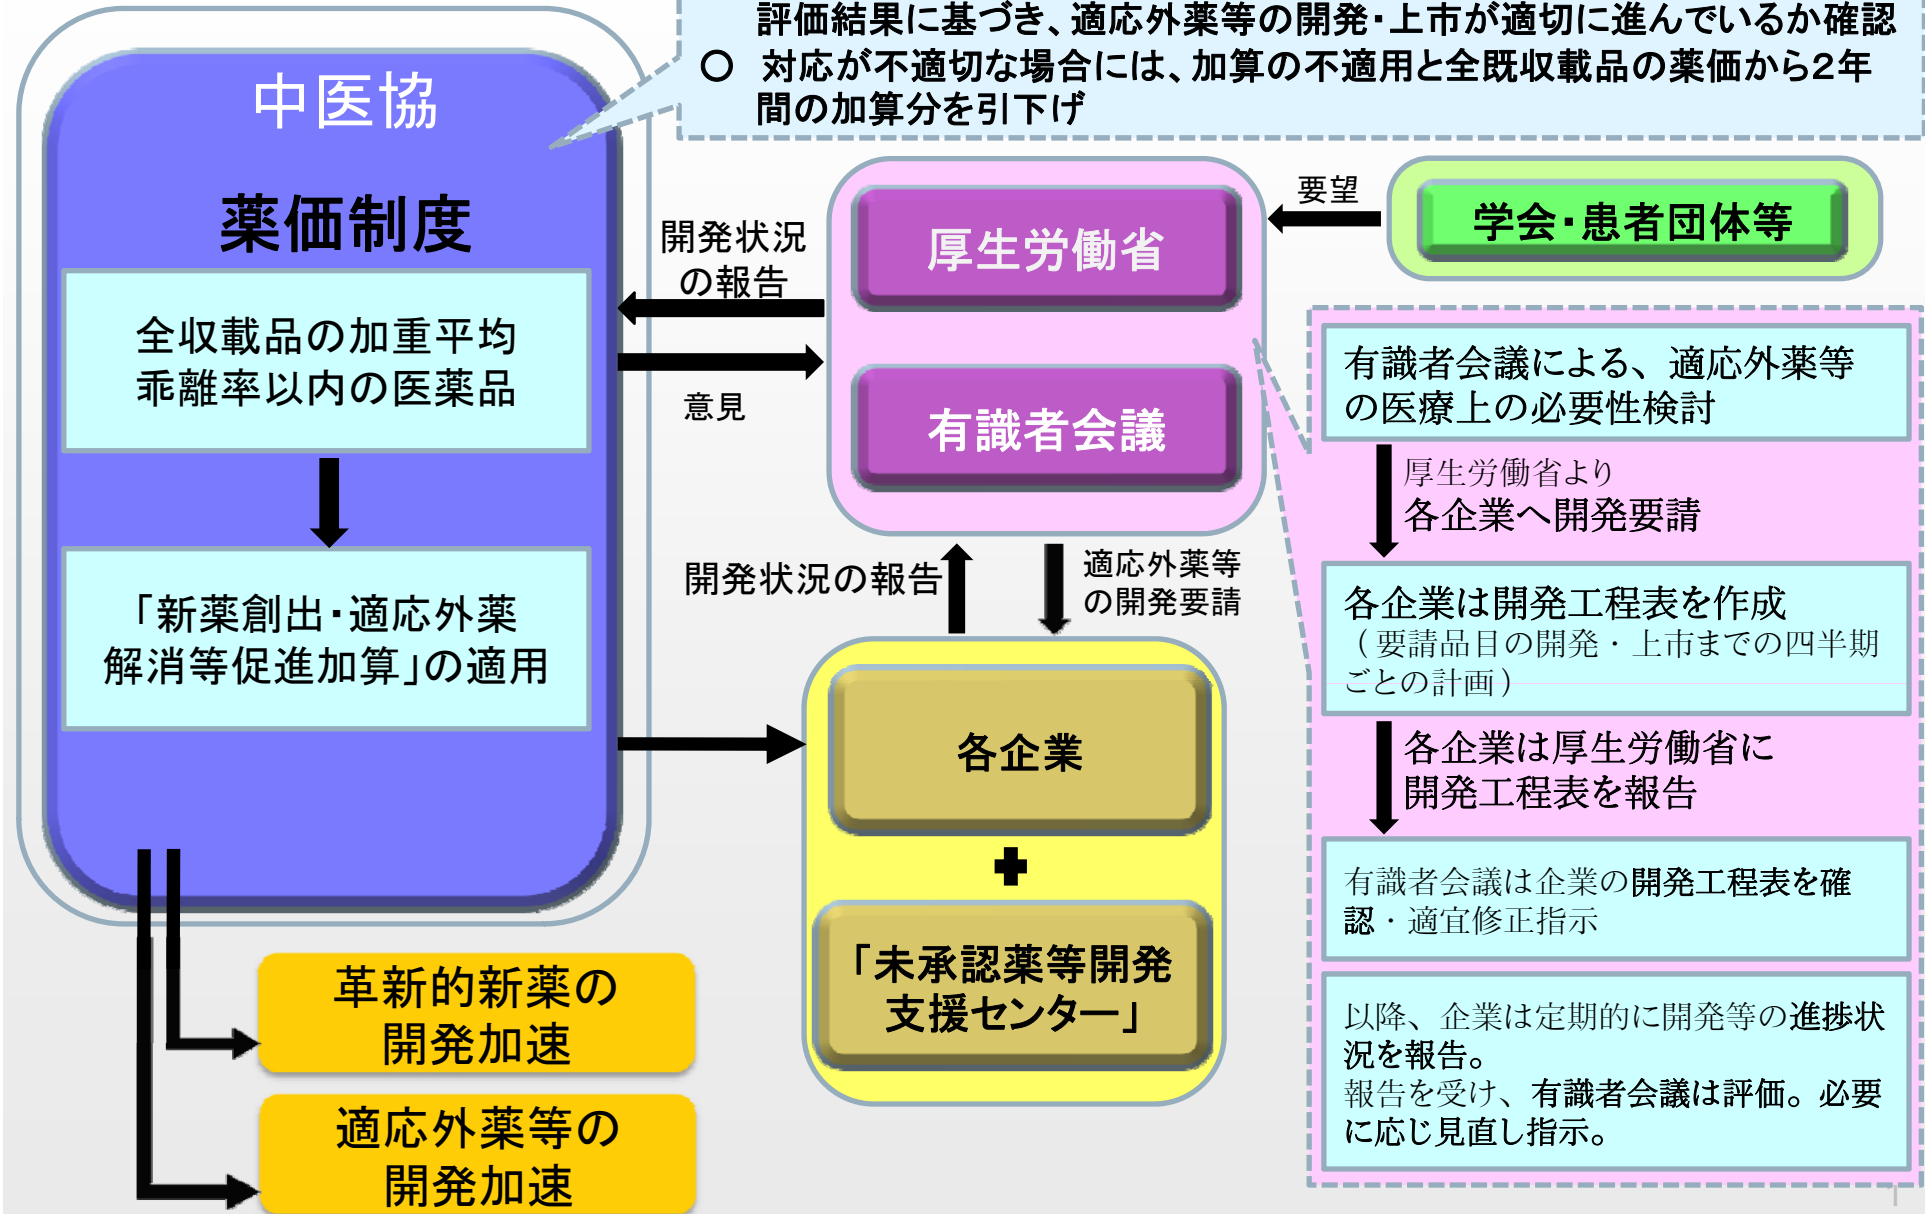 評価結果に基づき、適応外薬等の開発・上市が適切に進んでいるか確認
○ 対応が不適切な場合には、加算の不適用と全既収載品の薬価から2年
間の加算分を引下げ
中医協
薬価制度
全収載品の加重平均
乖離率以内の医薬品
「新薬創出・適応外薬
解消等促進加算」の適用
革新的新薬の
開発加速
適応外薬等の
開発加速
開発状況
の報告
意見
厚生労働省
有識者会議
要望
学会・患者団体等
開発状況の報告
適応外薬等
の開発要請
各企業
「未承認薬等開発
支援センター」
有識者会議による、適応外薬等
の医療上の必要性検討
厚生労働省より
各企業へ開発要請
各企業は開発工程表を作成
(要請品目の開発・上市までの四半期
ごとの計画)
各企業は厚生労働省に
開発工程表を報告
有識者会議は企業の開発工程表を確
認・適宜修正指示
以降、企業は定期的に開発等の進捗状
況を報告。
報告を受け、有識者会議は評価。必要
に応じ見直し指示。